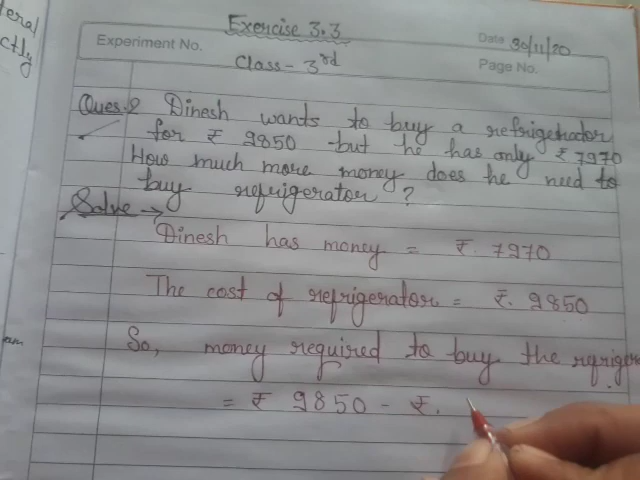 teral
ctly
Exercise 3.3
Experiment No.
Date 30/11/20
Class - 3rd
Page No.
Ques.2 Dinesh wants to buy a refrigerator
for ₹ 9850 but he has only ₹ 7970
How much more money does he need to
buy refrigerator?
Solve →
Dinesh has money = ₹. 7970
The cost of refrigerator = ₹. 9850
So, money required to buy the refriger
= ₹ 9850 - ₹.